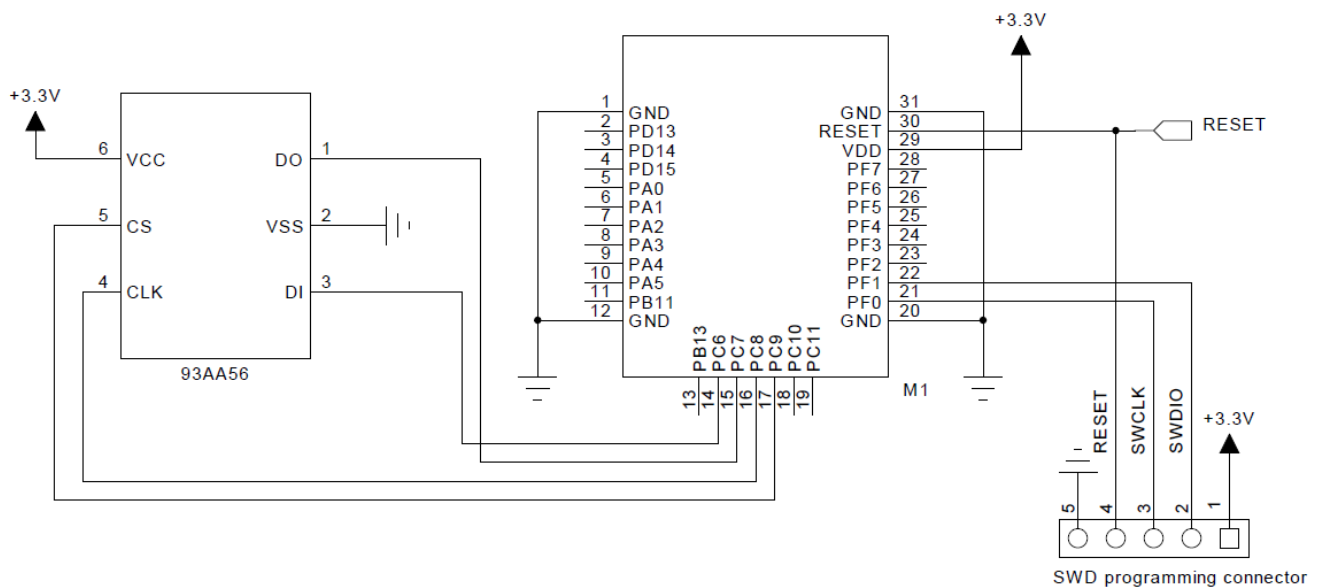 +3.3V
6 VCC
5 CS
4 CLK
DO 1
VSS 2
DI 3
93AA56
1 GND
2 PD13
3 PD14
4 PD15
5 PA0
6 PA1
7 PA2
8 PA3
9 PA4
10 PA5
11 PB11
12 GND
PB13 13
PC6 14
PC7 15
PC8 16
PC9 17
PC10 18
PC11 19
GND 31
RESET 30
VDD 29
PF7 28
PF6 27
PF5 26
PF4 25
PF3 24
PF2 23
PF1 22
PF0 21
GND 20
M1
+3.3V
RESET
RESET
SWCLK
SWDIO
+3.3V
5 4 3 2 1
SWD programming connector